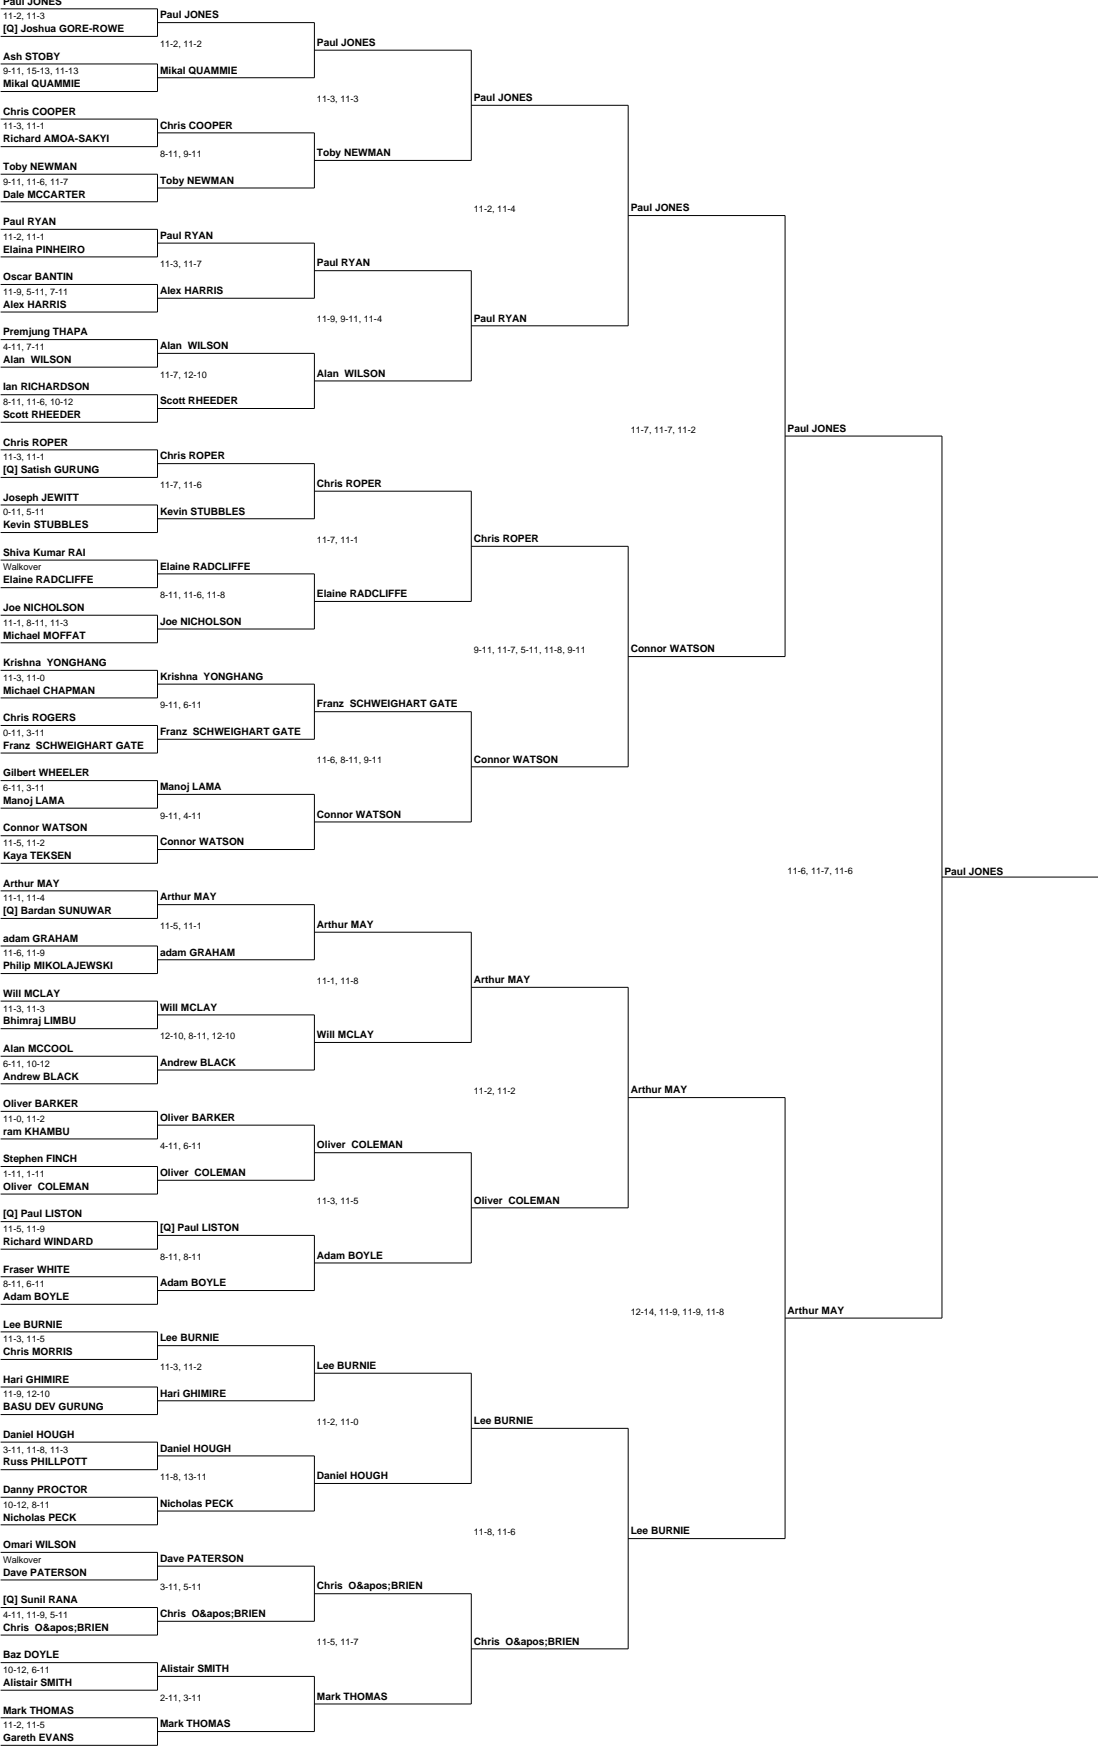 Paul JONES
11-2, 11-3
[Q] Joshua GORE-ROWE
Ash STOBY
9-11, 15-13, 11-13
Mikal QUAMMIE
Chris COOPER
11-3, 11-1
Richard AMOA-SAKYI
Toby NEWMAN
9-11, 11-6, 11-7
Dale MCCARTER
Paul RYAN
11-2, 11-1
Elaina PINHEIRO
Oscar BANTIN
11-9, 5-11, 7-11
Alex HARRIS
Premjung THAPA
4-11, 7-11
Alan  WILSON
Ian RICHARDSON
8-11, 11-6, 10-12
Scott RHEEDER
Chris ROPER
11-3, 11-1
[Q] Satish GURUNG
Joseph JEWITT
0-11, 5-11
Kevin STUBBLES
Shiva Kumar RAI
Walkover
Elaine RADCLIFFE
Joe NICHOLSON
11-1, 8-11, 11-3
Michael MOFFAT
Krishna  YONGHANG
11-3, 11-0
Michael CHAPMAN
Chris ROGERS
0-11, 3-11
Franz  SCHWEIGHART GATE
Gilbert WHEELER
6-11, 3-11
Manoj LAMA
Connor WATSON
11-5, 11-2
Kaya TEKSEN
Arthur MAY
11-1, 11-4
[Q] Bardan SUNUWAR
adam GRAHAM
11-6, 11-9
Philip MIKOLAJEWSKI
Will MCLAY
11-3, 11-3
Bhimraj LIMBU
Alan MCCOOL
6-11, 10-12
Andrew BLACK
Oliver BARKER
11-0, 11-2
ram KHAMBU
Stephen FINCH
1-11, 1-11
Oliver  COLEMAN
[Q] Paul LISTON
11-5, 11-9
Richard WINDARD
Fraser WHITE
8-11, 6-11
Adam BOYLE
Lee BURNIE
11-3, 11-5
Chris MORRIS
Hari GHIMIRE
11-9, 12-10
BASU DEV GURUNG
Daniel HOUGH
3-11, 11-8, 11-3
Russ PHILLPOTT
Danny PROCTOR
10-12, 8-11
Nicholas PECK
Omari WILSON
Walkover
Dave PATERSON
[Q] Sunil RANA
4-11, 11-9, 5-11
Chris  O&apos;BRIEN
Baz DOYLE
10-12, 6-11
Alistair SMITH
Mark THOMAS
11-2, 11-5
Gareth EVANS
Paul JONES
11-2, 11-2
Mikal QUAMMIE
Chris COOPER
8-11, 9-11
Toby NEWMAN
Paul RYAN
11-3, 11-7
Alex HARRIS
Alan  WILSON
11-7, 12-10
Scott RHEEDER
Chris ROPER
11-7, 11-6
Kevin STUBBLES
Elaine RADCLIFFE
8-11, 11-6, 11-8
Joe NICHOLSON
Krishna  YONGHANG
9-11, 6-11
Franz  SCHWEIGHART GATE
Manoj LAMA
9-11, 4-11
Connor WATSON
Arthur MAY
11-5, 11-1
adam GRAHAM
Will MCLAY
12-10, 8-11, 12-10
Andrew BLACK
Oliver BARKER
4-11, 6-11
Oliver  COLEMAN
[Q] Paul LISTON
8-11, 8-11
Adam BOYLE
Lee BURNIE
11-3, 11-2
Hari GHIMIRE
Daniel HOUGH
11-8, 13-11
Nicholas PECK
Dave PATERSON
3-11, 5-11
Chris  O&apos;BRIEN
Alistair SMITH
2-11, 3-11
Mark THOMAS
Paul JONES
11-3, 11-3
Toby NEWMAN
Paul RYAN
11-9, 9-11, 11-4
Alan  WILSON
Chris ROPER
11-7, 11-1
Elaine RADCLIFFE
Franz  SCHWEIGHART GATE
11-6, 8-11, 9-11
Connor WATSON
Arthur MAY
11-1, 11-8
Will MCLAY
Oliver  COLEMAN
11-3, 11-5
Adam BOYLE
Lee BURNIE
11-2, 11-0
Daniel HOUGH
Chris  O&apos;BRIEN
11-5, 11-7
Mark THOMAS
Paul JONES
11-2, 11-4
Paul RYAN
Chris ROPER
9-11, 11-7, 5-11, 11-8, 9-11
Connor WATSON
Arthur MAY
11-2, 11-2
Oliver  COLEMAN
Lee BURNIE
11-8, 11-6
Chris  O&apos;BRIEN
Paul JONES
11-7, 11-7, 11-2
Connor WATSON
Arthur MAY
12-14, 11-9, 11-9, 11-8
Lee BURNIE
Paul JONES
11-6, 11-7, 11-6
Arthur MAY
Paul JONES